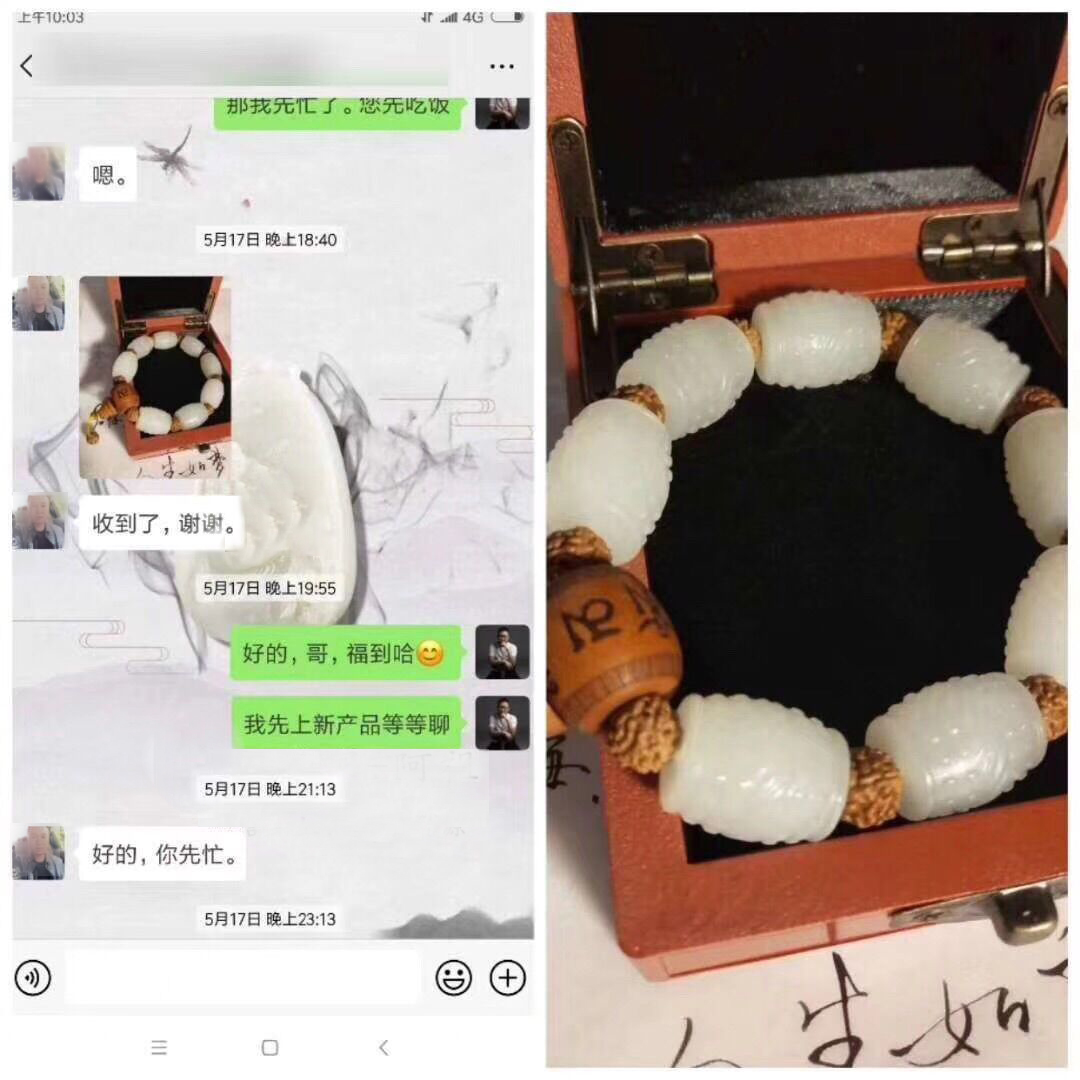 上午10:03
4G
那我先忙了。您先吃饭
嗯。
5月17日 晚上18:40
人生如梦
收到了，谢谢。
5月17日 晚上19:55
好的，哥，福到哈😊
我先上新产品等等聊
5月17日 晚上21:13
好的，你先忙。
5月17日 晚上23:13
人生如